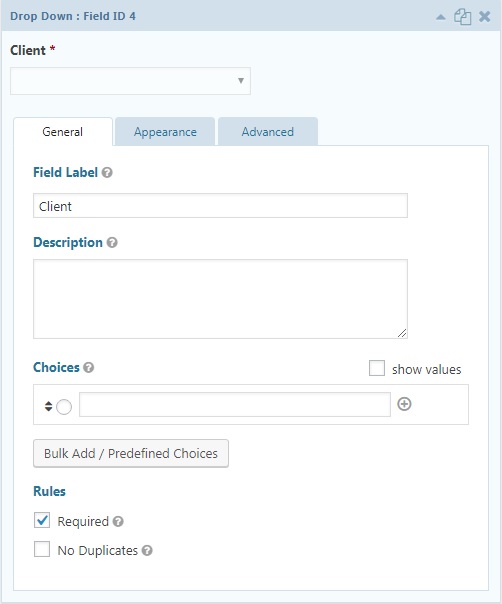 Drop Down : Field ID 4
Client *
General Appearance Advanced
Field Label
Client
Description
Choices show values
Bulk Add / Predefined Choices
Rules
Required
No Duplicates